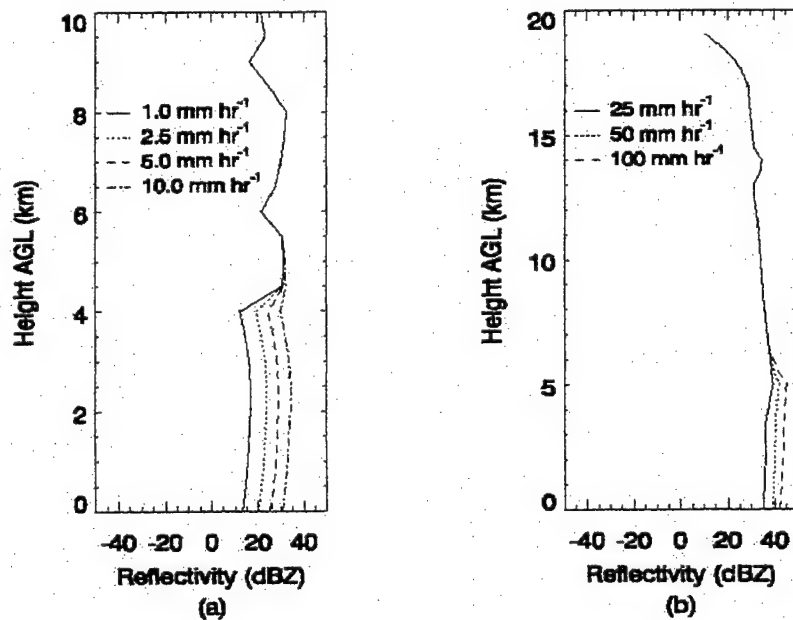 10
8
6
4
2
0
Height AGL (km)
1.0 mm hr-1
2.5 mm hr-1
5.0 mm hr-1
10.0 mm hr-1
-40 -20 0 20 40
Reflectivity (dBZ)
(a)
20
15
10
5
0
Height AGL (km)
25 mm hr-1
50 mm hr-1
100 mm hr-1
-40 -20 0 20 40
Reflectivity (dBZ)
(b)